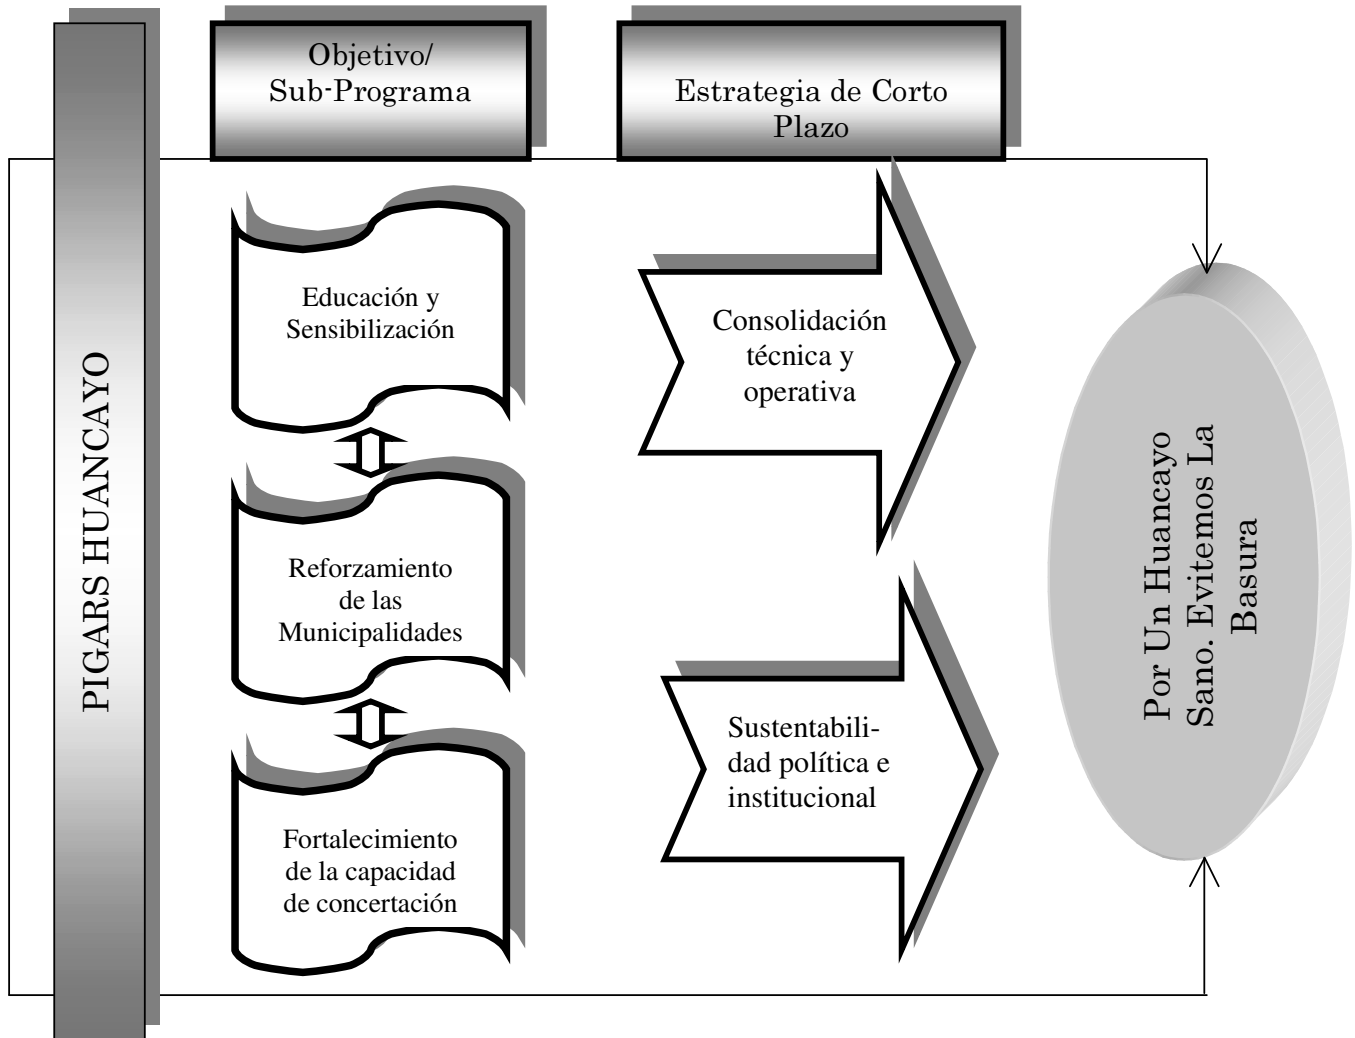 PIGARS HUANCAYO
Objetivo/
Sub-Programa
Estrategia de Corto
Plazo
Educación y
Sensibilización
Reforzamiento
de las
Municipalidades
Fortalecimiento
de la capacidad
de concertación
Consolidación
técnica y
operativa
Sustentabili-
dad política e
institucional
Por Un Huancayo
Sano. Evitemos La
Basura